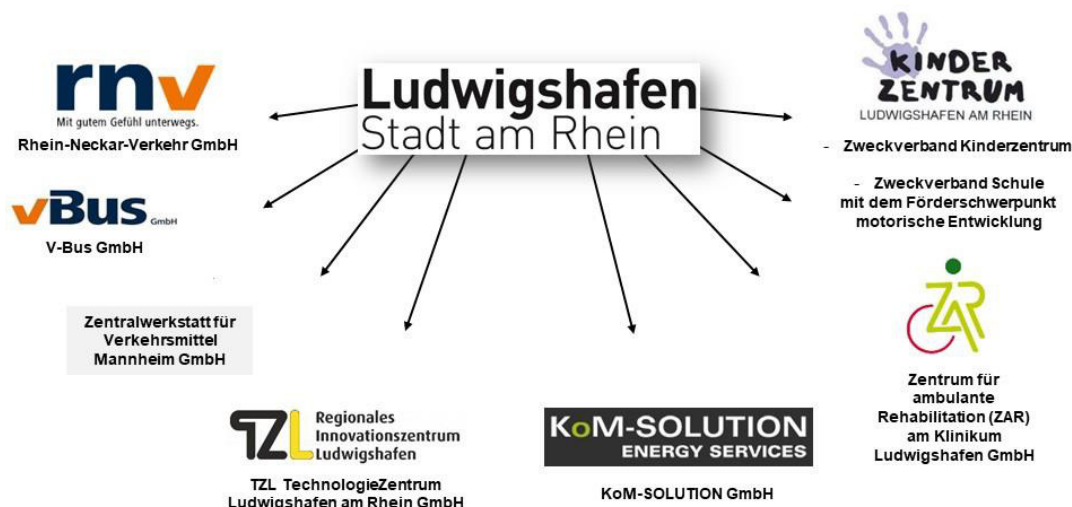 Ludwigshafen
Stadt am Rhein
rnv
Mit gutem Gefühl unterwegs.
Rhein-Neckar-Verkehr GmbH
vBus GmbH
V-Bus GmbH
Zentralwerkstatt für
Verkehrsmittel
Mannheim GmbH
TZL
Regionales
Innovationszentrum
Ludwigshafen
TZL TechnologieZentrum
Ludwigshafen am Rhein GmbH
KoM-SOLUTION
ENERGY SERVICES
KoM-SOLUTION GmbH
KINDER
ZENTRUM
LUDWIGSHAFEN AM RHEIN
- Zweckverband Kinderzentrum
- Zweckverband Schule
mit dem Förderschwerpunkt
motorische Entwicklung
ZAR
Zentrum für
ambulante
Rehabilitation (ZAR)
am Klinikum
Ludwigshafen GmbH